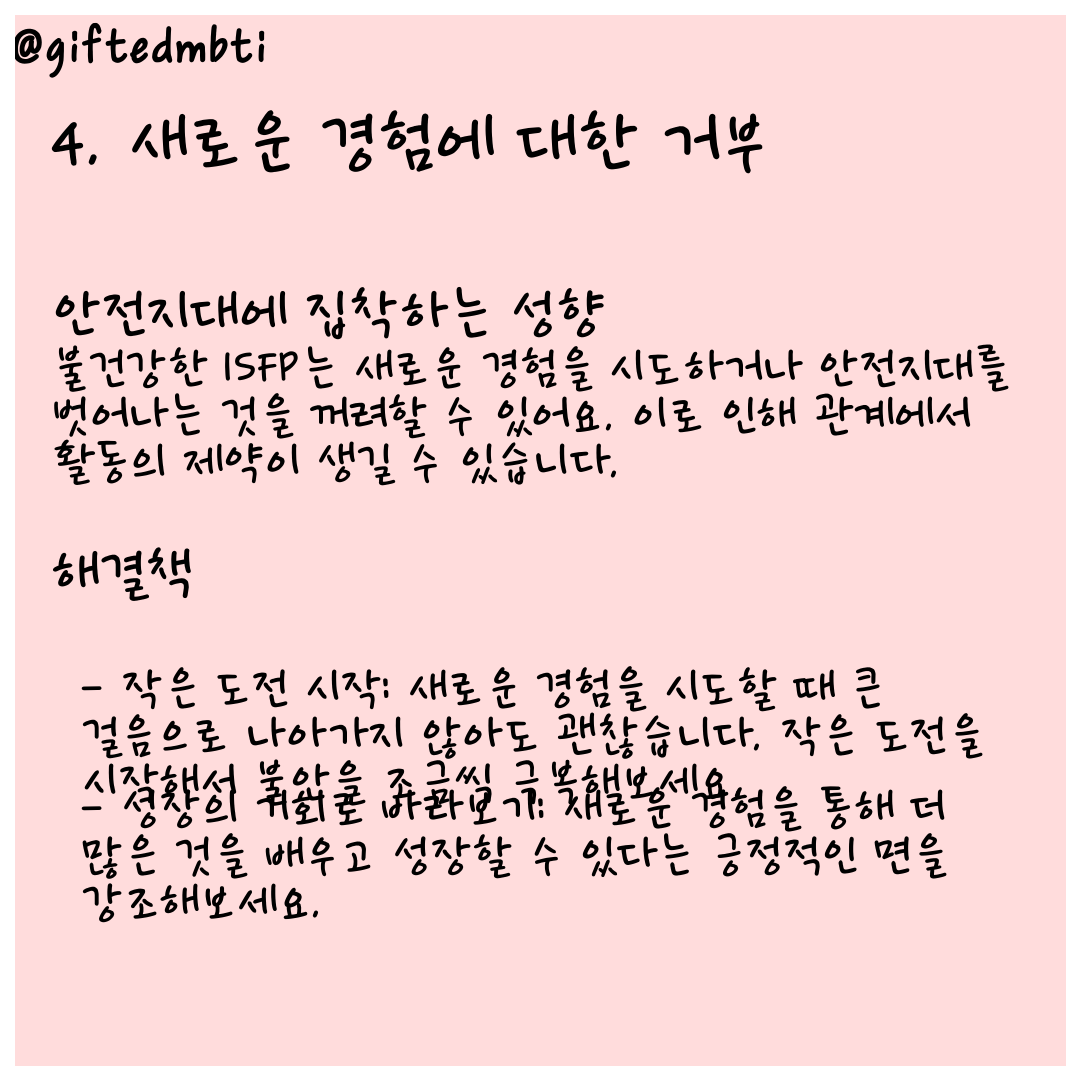 @giftedmbti
4. 새로운 경험에 대한 거부
안전지대에 집착하는 성향
불건강한 ISFP는 새로운 경험을 시도하거나 안전지대를
벗어나는 것을 꺼려할 수 있어요. 이로 인해 관계에서
활동의 제약이 생길 수 있습니다.
해결책
- 작은 도전 시작: 새로운 경험을 시도할 때 큰
걸음으로 나아가지 않아도 괜찮습니다. 작은 도전을
시작해서 불안을 조금씩 극복해보세요.
- 성장의 기회로 바라보기: 새로운 경험을 통해 더
많은 것을 배우고 성장할 수 있다는 긍정적인 면을
강조해보세요.